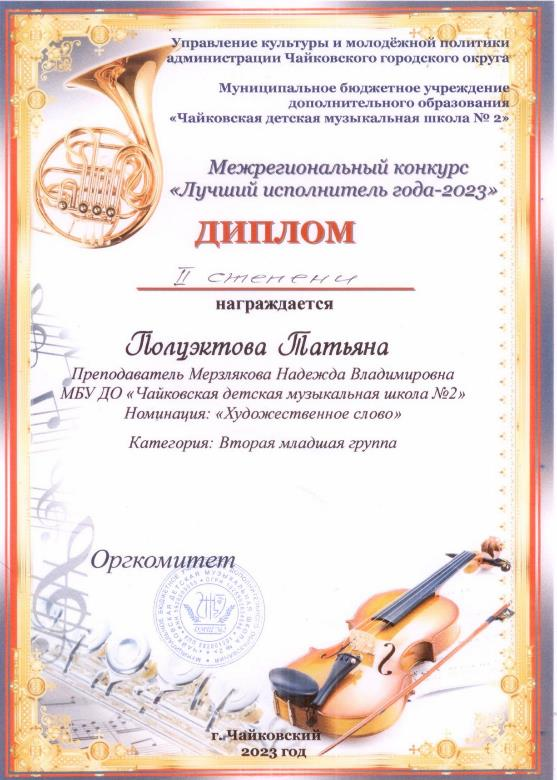 Управление культуры и молодёжной политики
администрации Чайковского городского округа
Муниципальное бюджетное учреждение
дополнительного образования
«Чайковская детская музыкальная школа № 2»
Межрегиональный конкурс
«Лучший исполнитель года-2023»
ДИПЛОМ
II степени
награждается
Полуэктова Татьяна
Преподаватель Мерзлякова Надежда Владимировна
МБУ ДО «Чайковская детская музыкальная школа №2»
Номинация: «Художественное слово»
Категория: Вторая младшая группа
Оргкомитет
г. Чайковский
2023 год